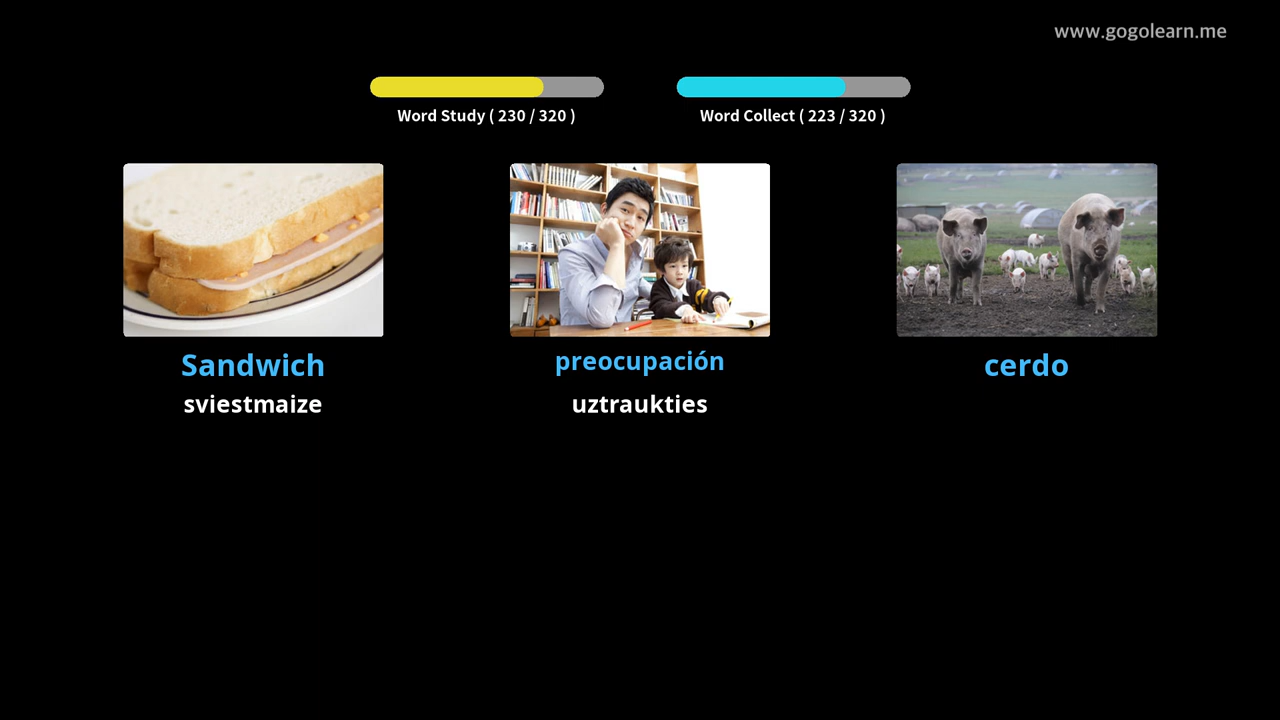 www.gogolearn.me
Word Study ( 230 / 320 )
Word Collect ( 223 / 320 )
Sandwich
sviestmaize
preocupación
uztraukties
cerdo